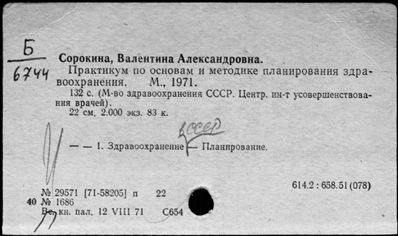 Б
6744
Сорокина, Валентина Александровна.
Практикум по основам и методике планирования здра-
воохранения. М., 1971.
132 с. (М-во здравоохранения СССР. Центр. ин-т усовершенствова-
ния врачей).
22 см, 2.000 экз. 83 к.
в СССР
— — 1. Здравоохранение — Планирование.
614.2 : 658.51 (078)
№ 29571 [71-58205] п 22
40 № 1686
Вс. кн. пал. 12 VIII 71 С654